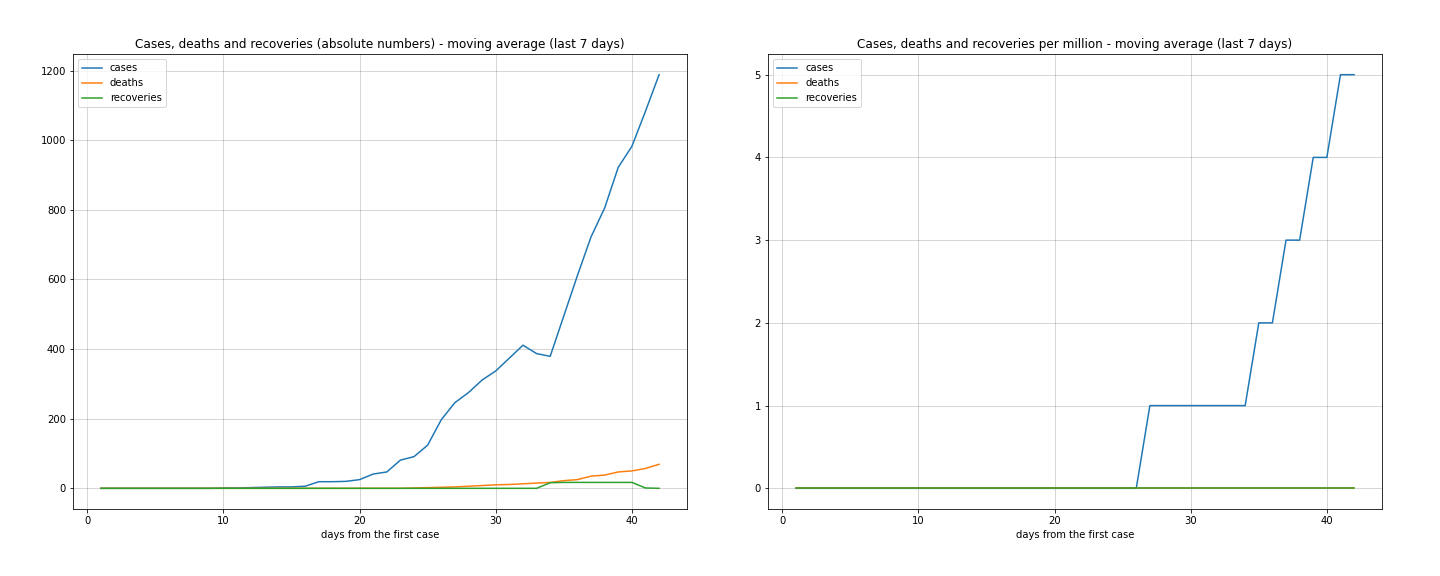 Cases, deaths and recoveries (absolute numbers) - moving average (last 7 days)
cases
deaths
recoveries
1200
1000
800
600
400
200
0
0 10 20 30 40
days from the first case
Cases, deaths and recoveries per million - moving average (last 7 days)
cases
deaths
recoveries
5
4
3
2
1
0
0 10 20 30 40
days from the first case